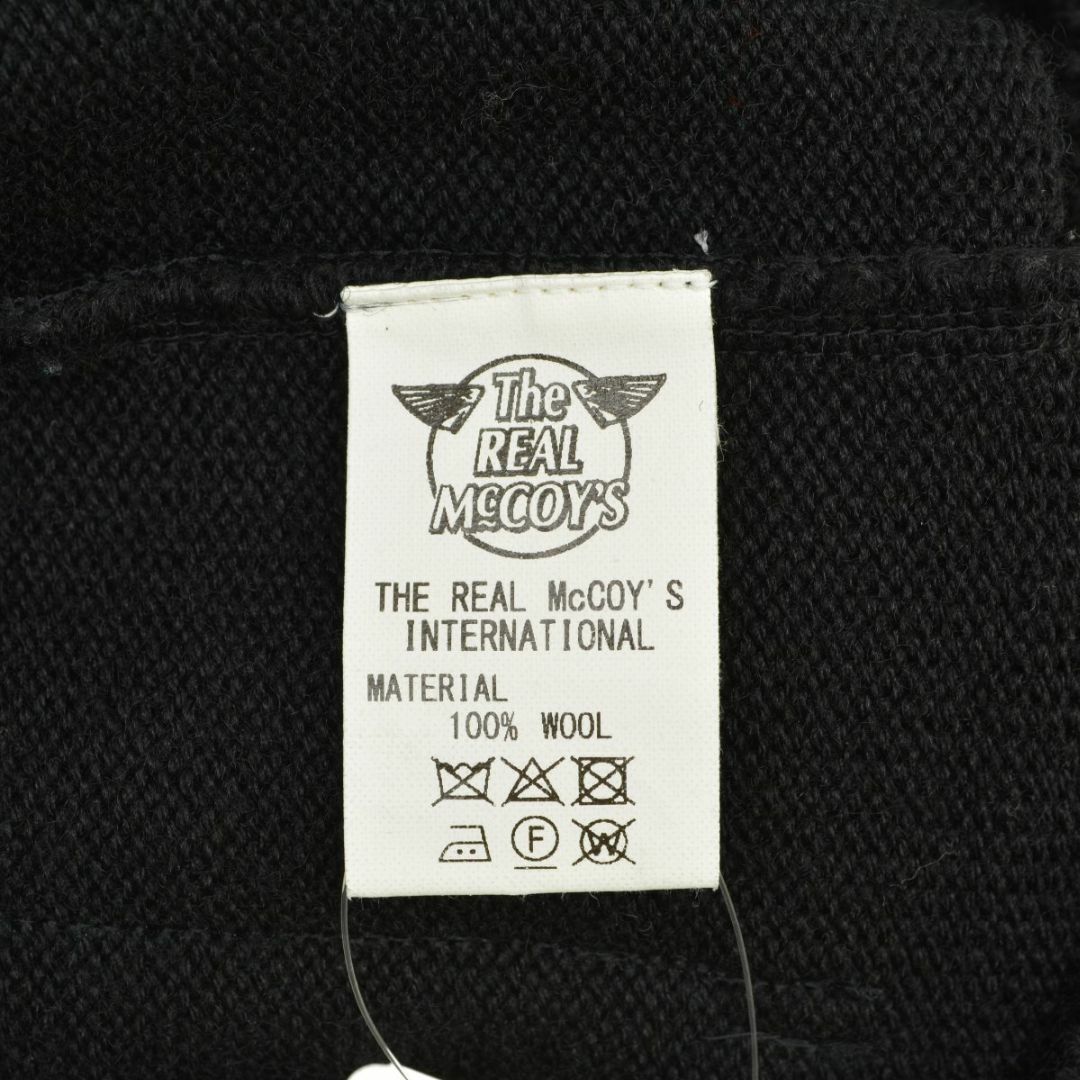 The
REAL
McCOY'S
THE REAL McCOY'S
INTERNATIONAL
MATERIAL
100% WOOL
F W